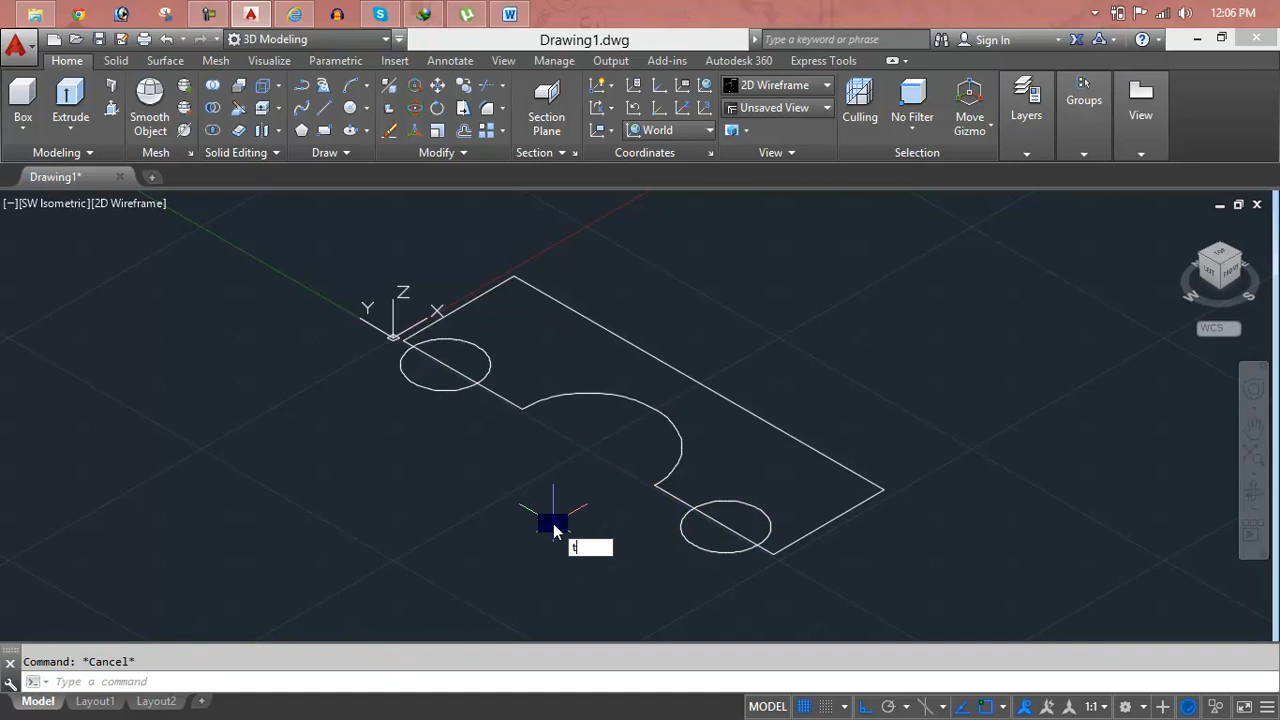 12:06 PM
3D Modeling
Drawing1.dwg
Type a keyword or phrase
Sign In
Home Solid Surface Mesh Visualize Parametric Insert Annotate View Manage Output Add-ins Autodesk 360 Express Tools
2D Wireframe
Unsaved View
World
Box Extrude Smooth Object Section Plane Culling No Filter Move Gizmo Layers Groups View
Modeling Mesh Solid Editing Draw Modify Section Coordinates View Selection
Drawing1*
[−][SW Isometric][2D Wireframe]
TOP
LEFT FRONT
W S
WCS
Z
Y X
t
Command: *Cancel*
Type a command
Model Layout1 Layout2 MODEL 1:1